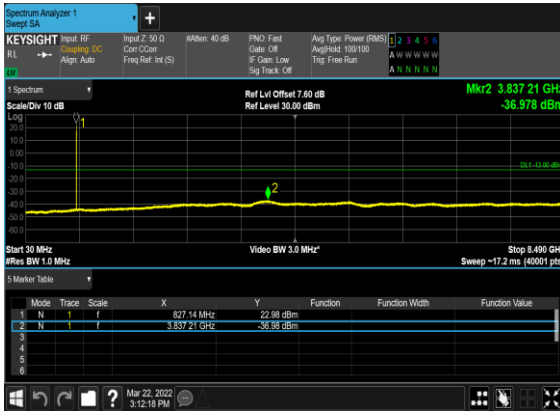 Spectrum Analyzer 1
Swept SA
+
KEYSIGHT
RL
Input: RF
Coupling: DC
Align: Auto
Input Z: 50 Ω
Corr CCorr
Freq Ref: Int (S)
#Atten: 40 dB
PNO: Fast
Gate: Off
IF Gain: Low
Sig Track: Off
Avg Type: Power (RMS)
Avg|Hold: 100/100
Trig: Free Run
1 2 3 4 5 6
A W W W W W
A N N N N N
1 Spectrum
Scale/Div 10 dB
Ref Lvl Offset 7.60 dB
Ref Level 30.00 dBm
Mkr2 3.837 21 GHz
-36.978 dBm
Log
20.0
10.0
0.00
-10.0
-20.0
-30.0
-40.0
-50.0
-60.0
1
2
DL1 -13.00 dBm
Start 30 MHz
#Res BW 1.0 MHz
Video BW 3.0 MHz*
Stop 8.490 GHz
Sweep ~17.2 ms (40001 pts)
5 Marker Table
Mode Trace Scale X Y Function Function Width Function Value
1 N 1 f 827.14 MHz 22.98 dBm
2 N 1 f 3.837 21 GHz -36.98 dBm
3
4
5
6
?
Mar 22, 2022
3:12:18 PM